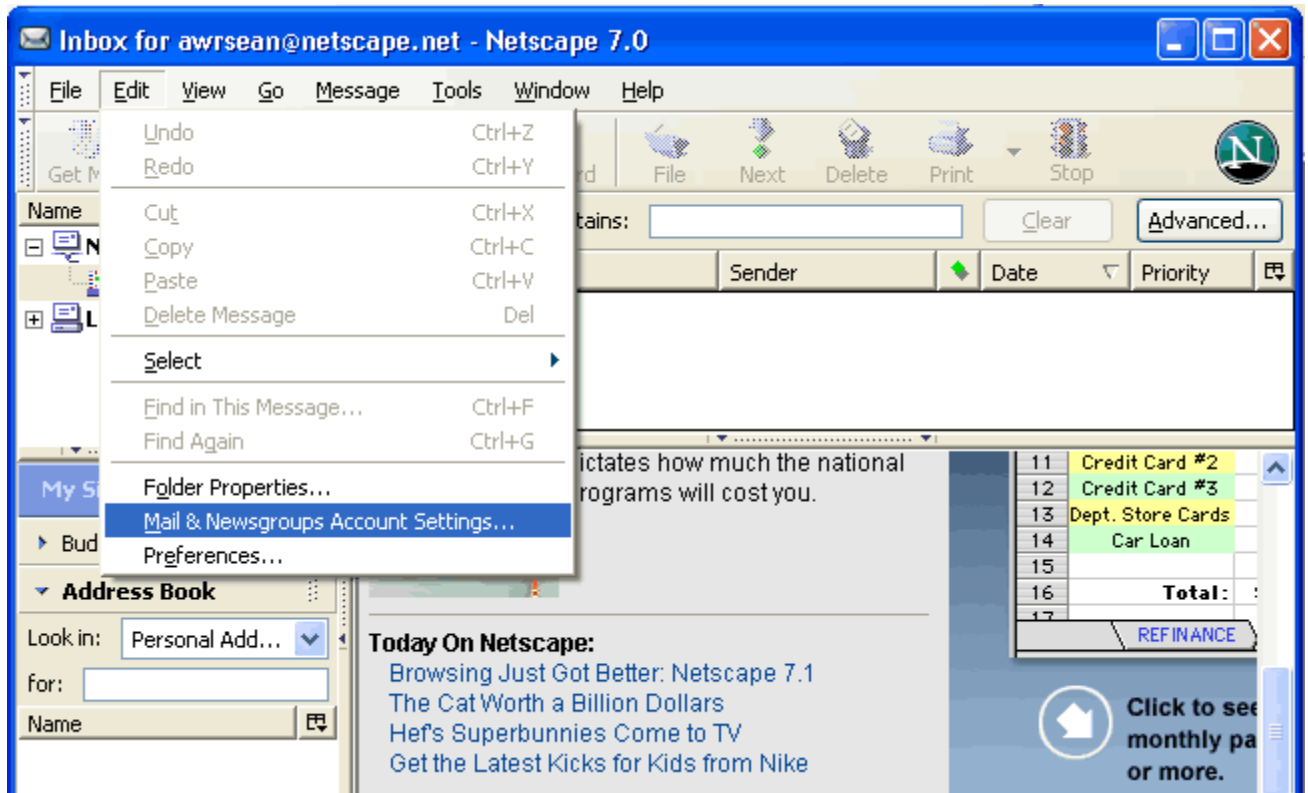 Inbox for awrsean@netscape.net - Netscape 7.0
File Edit View Go Message Tools Window Help
Undo Ctrl+Z
Redo Ctrl+Y
Cut Ctrl+X
Copy Ctrl+C
Paste Ctrl+V
Delete Message Del
Select
Find in This Message... Ctrl+F
Find Again Ctrl+G
Folder Properties...
Mail & Newsgroups Account Settings...
Preferences...
Get File Next Delete Print Stop
N
Name
Clear Advanced...
Sender Date Priority
N
L
Address Book
Look in: Personal Add...
for:
Name
ictates how much the national
rograms will cost you.
Today On Netscape:
Browsing Just Got Better: Netscape 7.1
The Cat Worth a Billion Dollars
Hef's Superbunnies Come to TV
Get the Latest Kicks for Kids from Nike
11 Credit Card #2
12 Credit Card #3
13 Dept. Store Cards
14 Car Loan
15
16 Total:
17
REFINANCE
Click to see
monthly pa
or more.